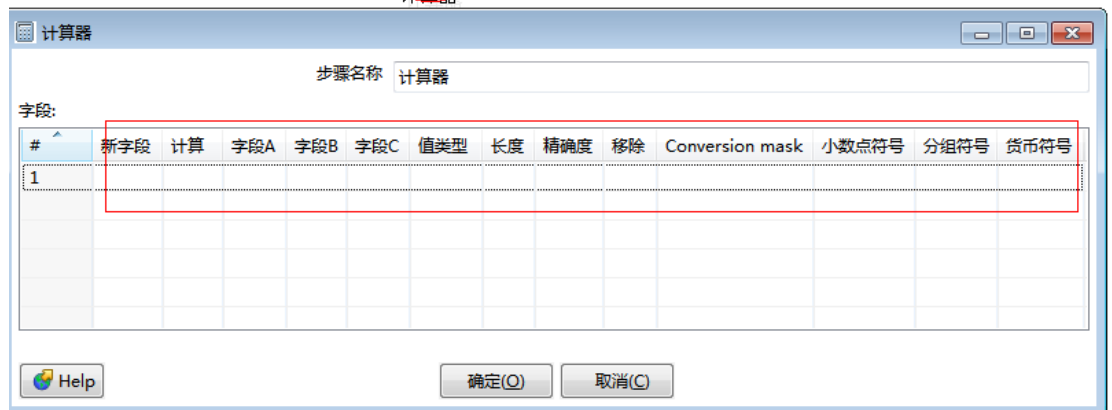 计算器
步骤名称 计算器
字段:
# 新字段 计算 字段A 字段B 字段C 值类型 长度 精确度 移除 Conversion mask 小数点符号 分组符号 货币符号
1
Help 确定(O) 取消(C)